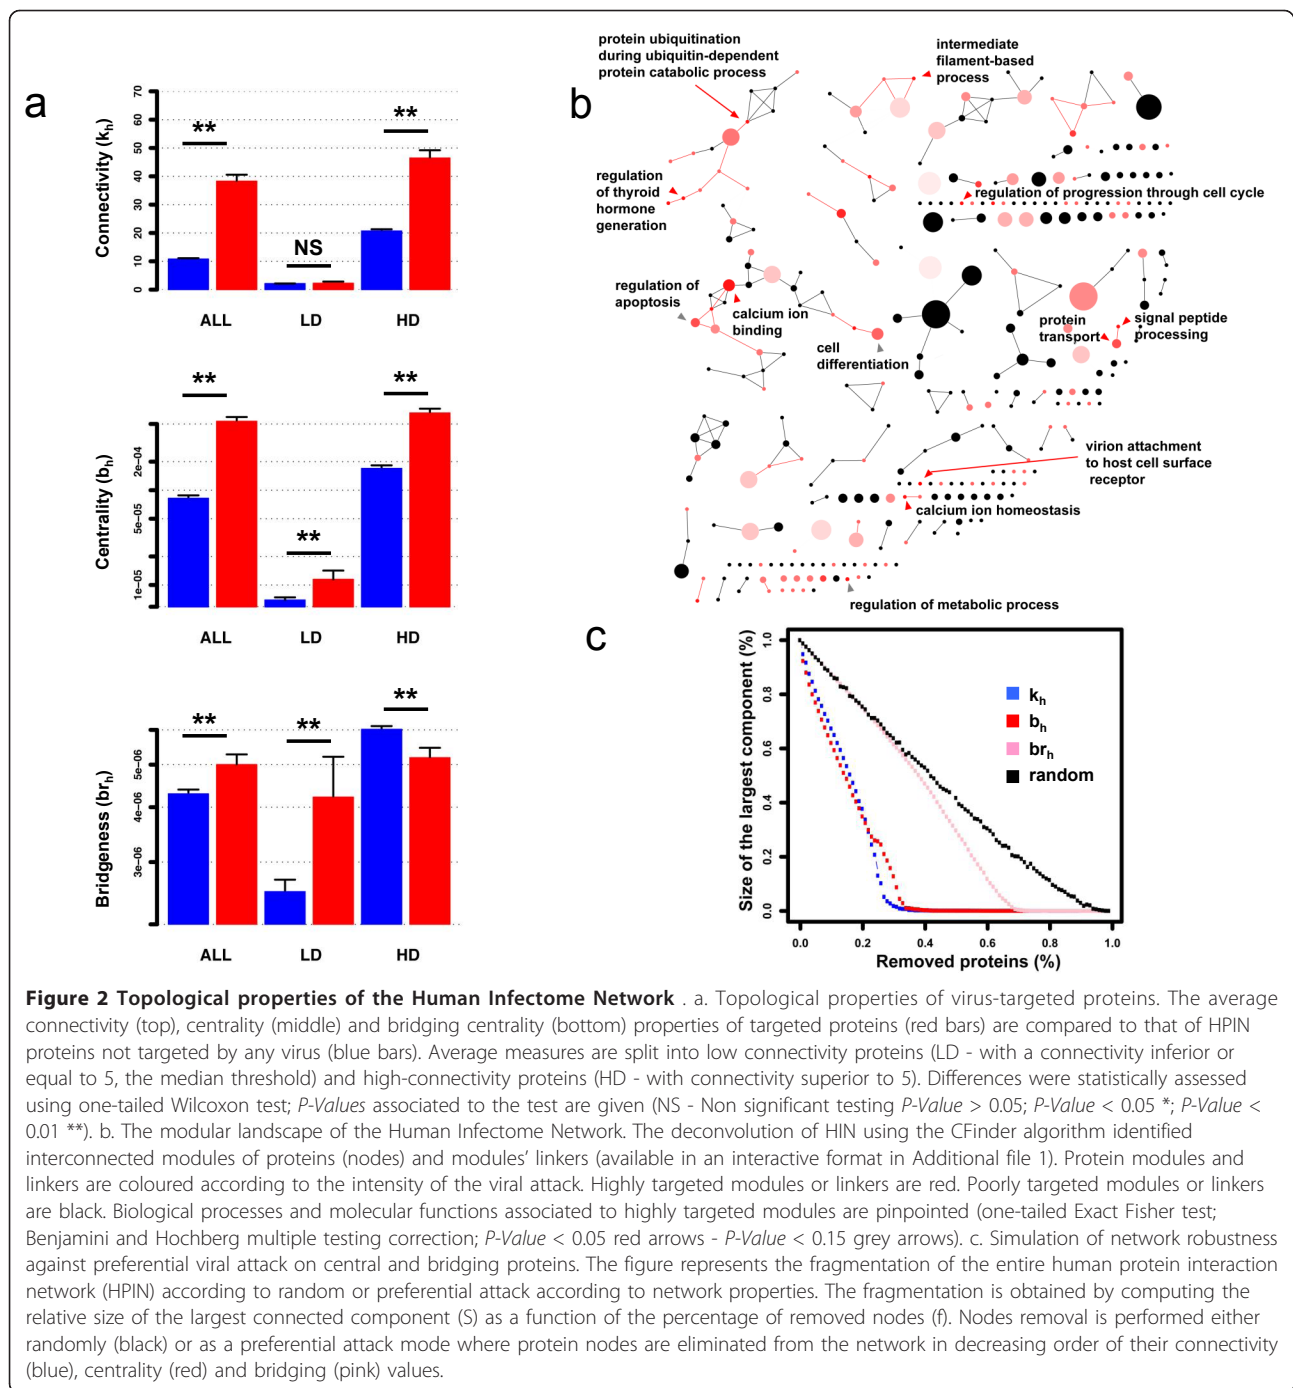 a
Connectivity (kh)
70
60
50
40
30
20
10
0
**
NS
**
ALL
LD
HD
Centrality (bh)
2e−04
5e−05
1e−05
**
**
**
ALL
LD
HD
Bridgeness (brh)
5e−06
4e−06
3e−06
**
**
**
ALL
LD
HD
b
protein ubiquitination
during ubiquitin-dependent
protein catabolic process
intermediate
filament-based
process
regulation
of thyroid
hormone
generation
regulation of progression through cell cycle
regulation of
apoptosis
calcium ion
binding
cell
differentiation
protein
transport
signal peptide
processing
virion attachment
to host cell surface
receptor
calcium ion homeostasis
regulation of metabolic process
c
Size of the largest component (%)
1.0
0.8
0.6
0.4
0.2
0.0
kh
bh
brh
random
0.0 0.2 0.4 0.6 0.8 1.0
Removed proteins (%)
Figure 2 Topological properties of the Human Infectome Network . a. Topological properties of virus-targeted proteins. The average
connectivity (top), centrality (middle) and bridging centrality (bottom) properties of targeted proteins (red bars) are compared to that of HPIN
proteins not targeted by any virus (blue bars). Average measures are split into low connectivity proteins (LD - with a connectivity inferior or
equal to 5, the median threshold) and high-connectivity proteins (HD - with connectivity superior to 5). Differences were statistically assessed
using one-tailed Wilcoxon test; P-Values associated to the test are given (NS - Non significant testing P-Value > 0.05; P-Value < 0.05 *; P-Value <
0.01 **). b. The modular landscape of the Human Infectome Network. The deconvolution of HIN using the CFinder algorithm identified
interconnected modules of proteins (nodes) and modules’ linkers (available in an interactive format in Additional file 1). Protein modules and
linkers are coloured according to the intensity of the viral attack. Highly targeted modules or linkers are red. Poorly targeted modules or linkers
are black. Biological processes and molecular functions associated to highly targeted modules are pinpointed (one-tailed Exact Fisher test;
Benjamini and Hochberg multiple testing correction; P-Value < 0.05 red arrows - P-Value < 0.15 grey arrows). c. Simulation of network robustness
against preferential viral attack on central and bridging proteins. The figure represents the fragmentation of the entire human protein interaction
network (HPIN) according to random or preferential attack according to network properties. The fragmentation is obtained by computing the
relative size of the largest connected component (S) as a function of the percentage of removed nodes (f). Nodes removal is performed either
randomly (black) or as a preferential attack mode where protein nodes are eliminated from the network in decreasing order of their connectivity
(blue), centrality (red) and bridging (pink) values.